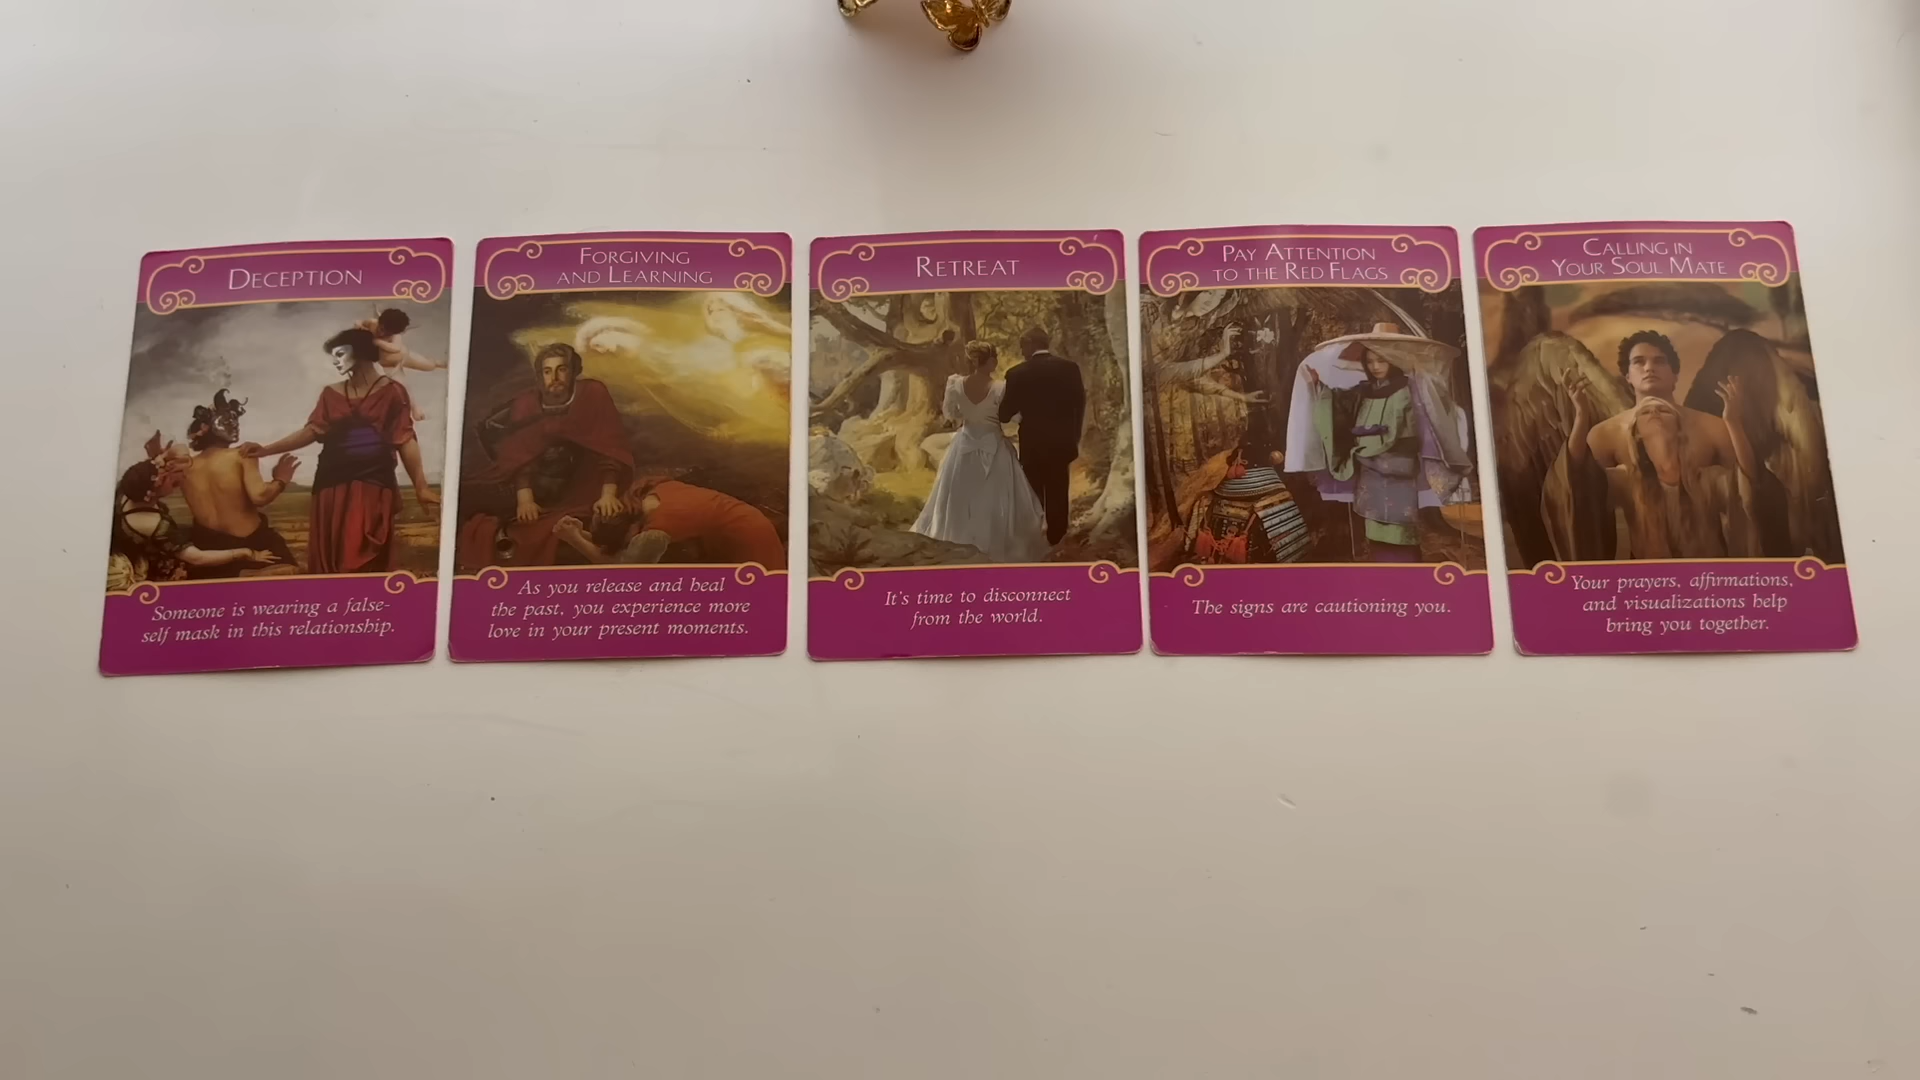 DECEPTION
Someone is wearing a false-
self mask in this relationship.
FORGIVING
AND LEARNING
As you release and heal
the past, you experience more
love in your present moments.
RETREAT
It's time to disconnect
from the world.
PAY ATTENTION
TO THE RED FLAGS
The signs are cautioning you.
CALLING IN
YOUR SOUL MATE
Your prayers, affirmations,
and visualizations help
bring you together.